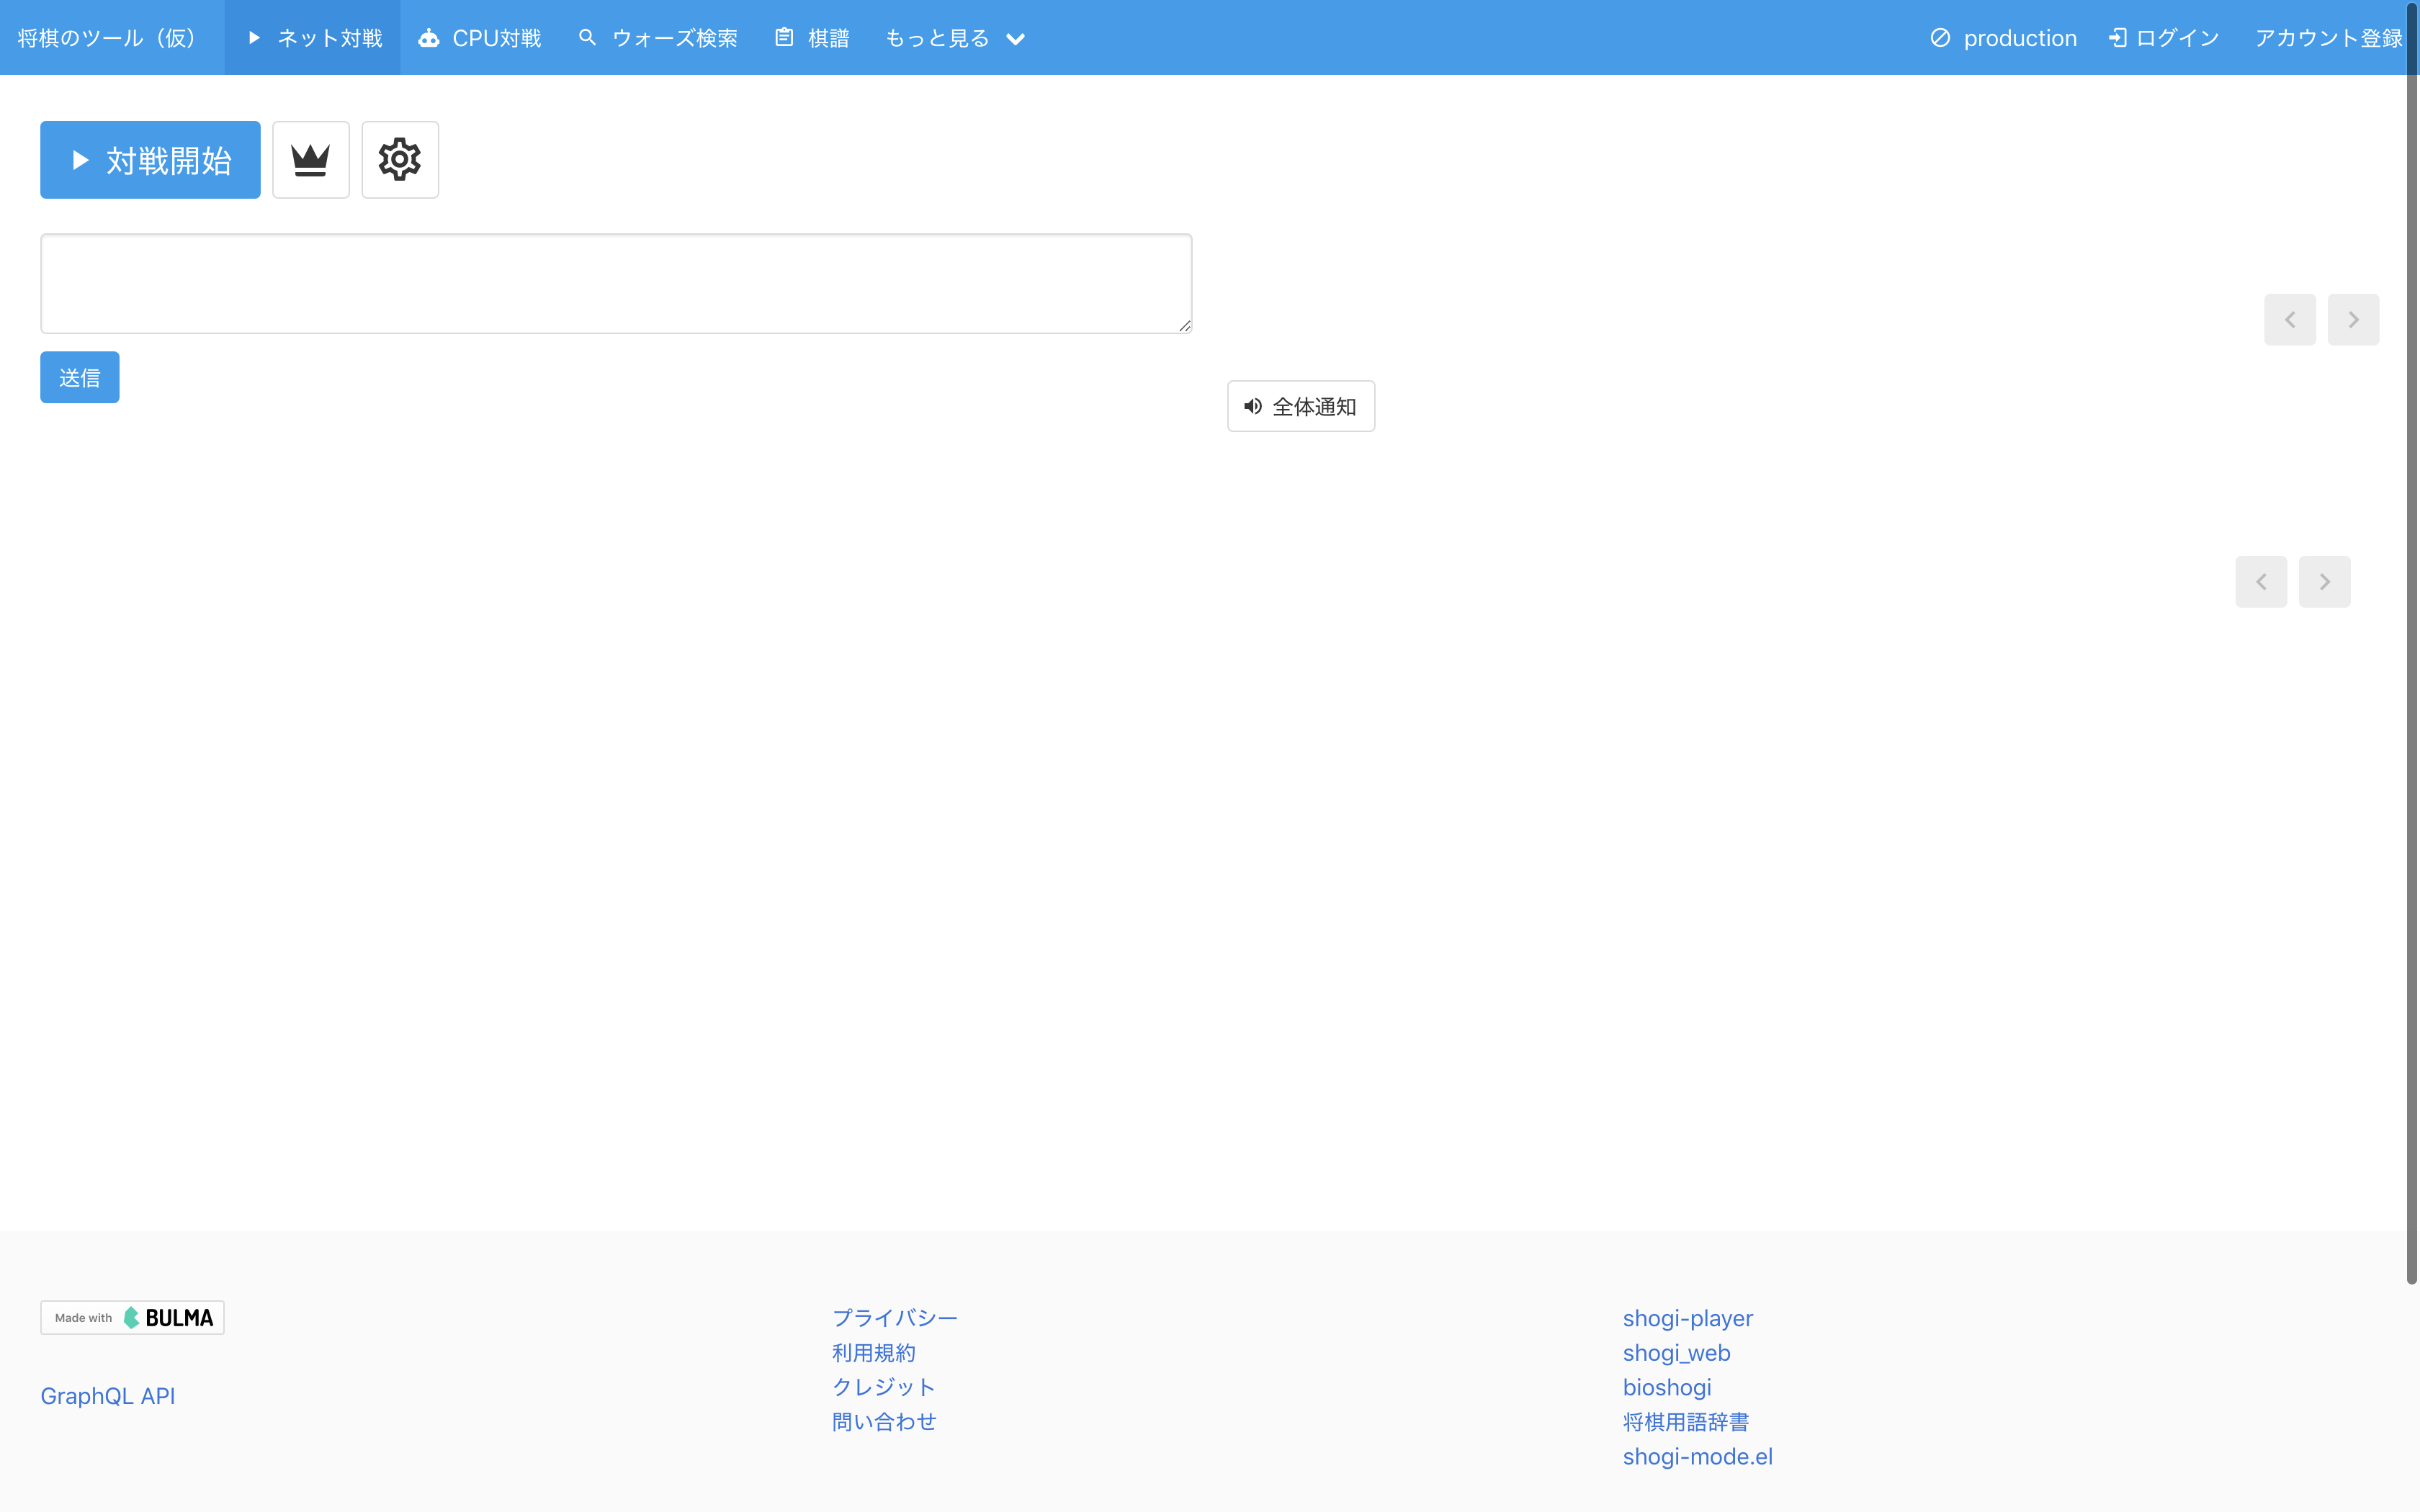 将棋のツール（仮） ネット対戦 CPU対戦 ウォーズ検索 棋譜 もっと見る production ログイン アカウント登録
対戦開始
送信
全体通知
Made with BULMA
GraphQL API
プライバシー
利用規約
クレジット
問い合わせ
shogi-player
shogi_web
bioshogi
将棋用語辞書
shogi-mode.el